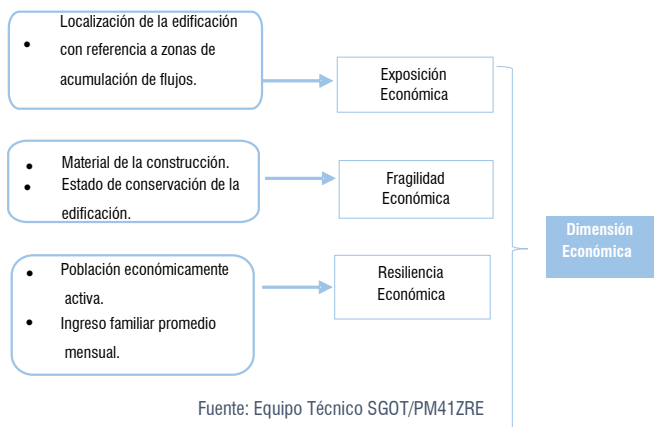 • Localización de la edificación
con referencia a zonas de
acumulación de flujos.
Exposición
Económica
• Material de la construcción.
• Estado de conservación de la
edificación.
Fragilidad
Económica
• Población económicamente
activa.
• Ingreso familiar promedio
mensual.
Resiliencia
Económica
Dimensión
Económica
Fuente: Equipo Técnico SGOT/PM41ZRE